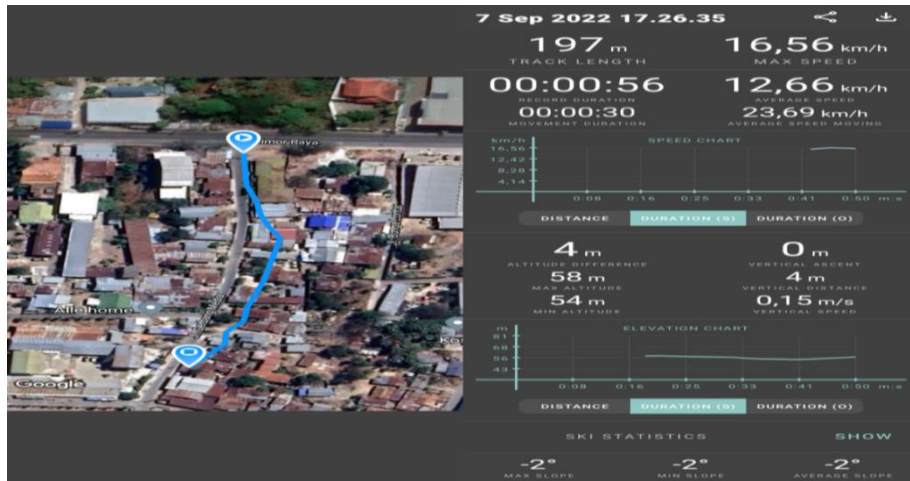 7 Sep 2022 17.26.35
197 m
TRACK LENGTH
16,56 km/h
MAX SPEED
00:00:56
RECORD DURATION
12,66 km/h
AVERAGE SPEED
00:00:30
MOVEMENT DURATION
23,69 km/h
AVERAGE SPEED MOVING
km/h
SPEED CHART
16,56
12,42
8,28
4,14
0:08 0:16 0:25 0:33 0:41 0:50 m:s
DISTANCE DURATION (S) DURATION (O)
4 m
ALTITUDE DIFFERENCE
0 m
VERTICAL ASCENT
58 m
MAX ALTITUDE
4 m
VERTICAL DISTANCE
54 m
MIN ALTITUDE
0,15 m/s
VERTICAL SPEED
m
ELEVATION CHART
81
68
56
43
0:08 0:16 0:25 0:33 0:41 0:50 m:s
DISTANCE DURATION (S) DURATION (O)
SKI STATISTICS SHOW
-2°
MAX SLOPE
-2°
MIN SLOPE
-2°
AVERAGE SLOPE
imor Raya
Alle home
Kos
Google